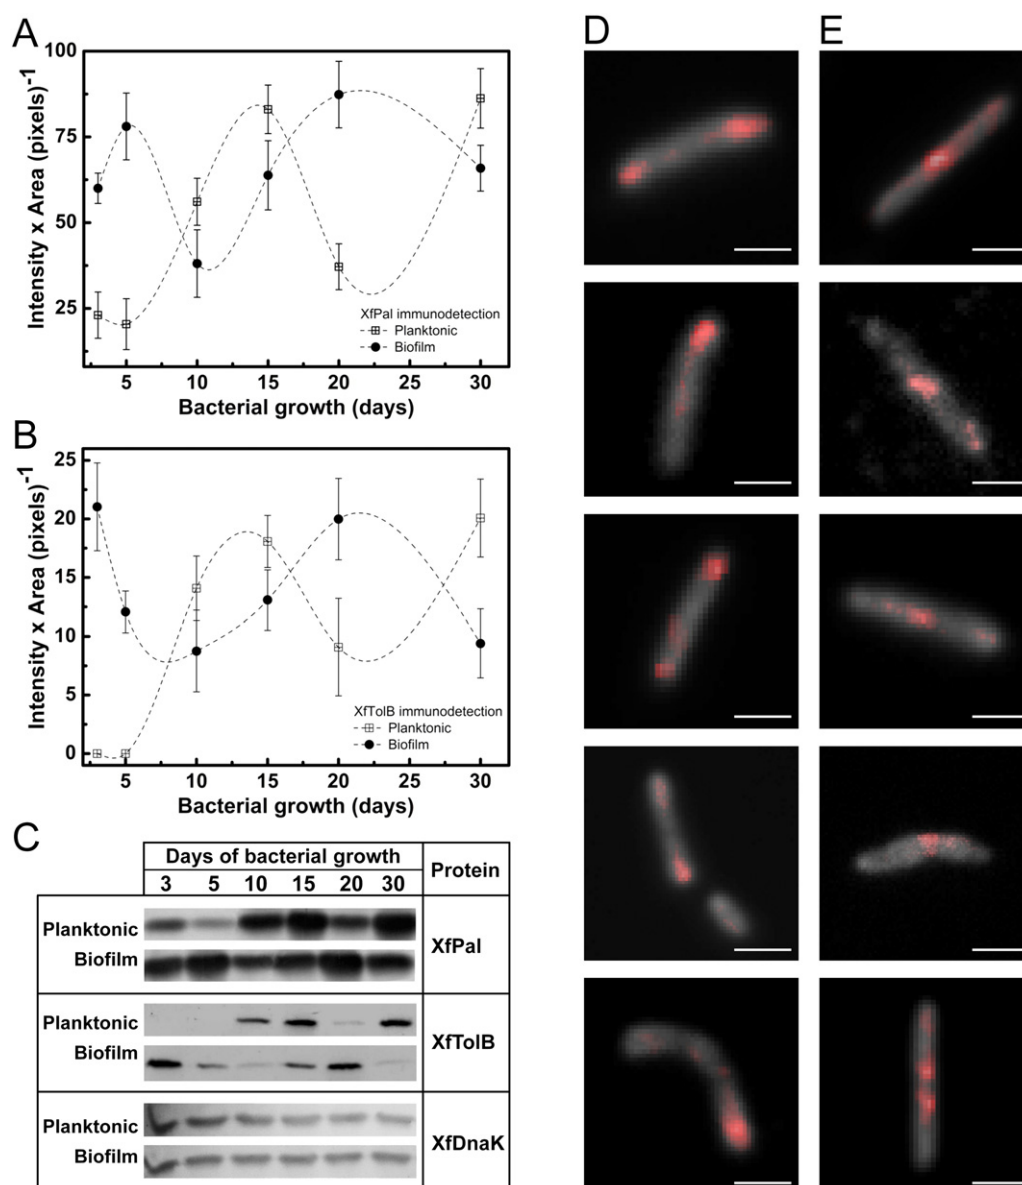 A
Intensity x Area (pixels)-1
100
75
50
25
XfPal immunodetection
Planktonic
Biofilm
5 10 15 20 25 30
Bacterial growth (days)
B
Intensity x Area (pixels)-1
25
20
15
10
5
0
XfTolB immunodetection
Planktonic
Biofilm
5 10 15 20 25 30
Bacterial growth (days)
C
Days of bacterial growth
Protein
3 5 10 15 20 30
Planktonic
Biofilm
XfPal
Planktonic
Biofilm
XfTolB
Planktonic
Biofilm
XfDnaK
D
E